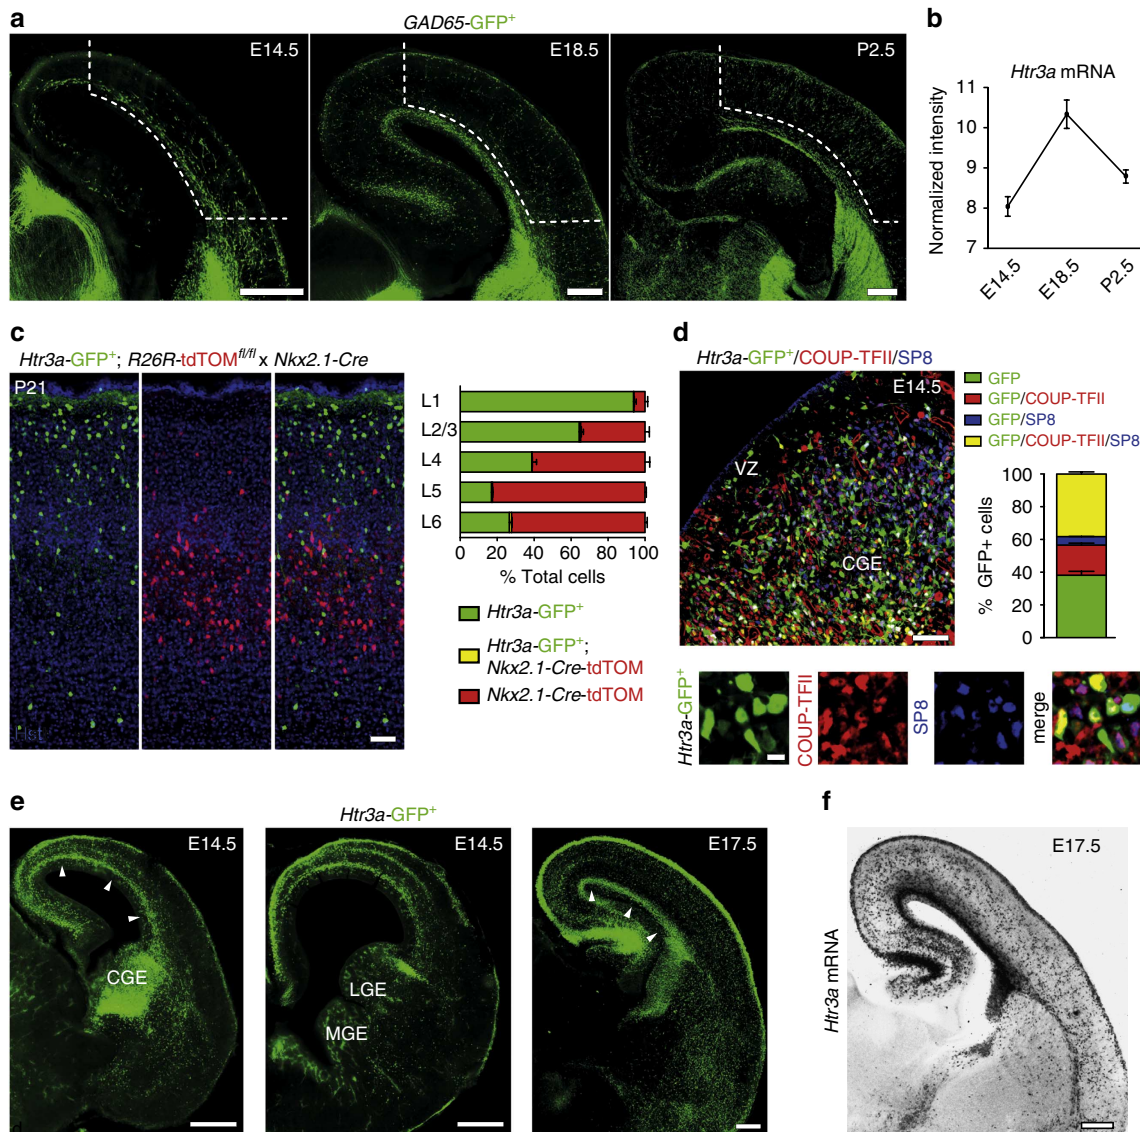 a
GAD65-GFP+
E14.5
E18.5
P2.5
b
Htr3a mRNA
Normalized intensity
11
10
9
8
7
E14.5
E18.5
P2.5
c
Htr3a-GFP+; R26R-tdTOMfl/fl x Nkx2.1-Cre
P21
Hst
L1
L2/3
L4
L5
L6
0 20 40 60 80 100
% Total cells
Htr3a-GFP+
Htr3a-GFP+;
Nkx2.1-Cre-tdTOM
Nkx2.1-Cre-tdTOM
d
Htr3a-GFP+/COUP-TFII/SP8
E14.5
VZ
CGE
GFP
GFP/COUP-TFII
GFP/SP8
GFP/COUP-TFII/SP8
% GFP+ cells
100
80
60
40
20
0
Htr3a-GFP+
COUP-TFII
SP8
merge
e
Htr3a-GFP+
E14.5
CGE
E14.5
LGE
MGE
E17.5
f
Htr3a mRNA
E17.5